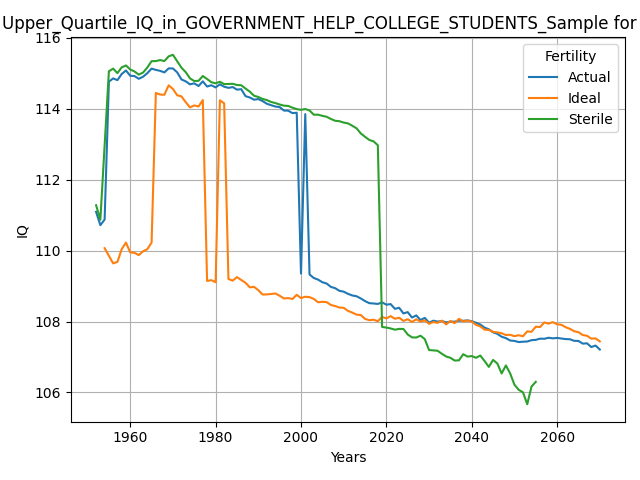 Upper_Quartile_IQ_in_GOVERNMENT_HELP_COLLEGE_STUDENTS_Sample for
116
114
112
110
108
106
IQ
Fertility
Actual
Ideal
Sterile
1960
1980
2000
2020
2040
2060
Years